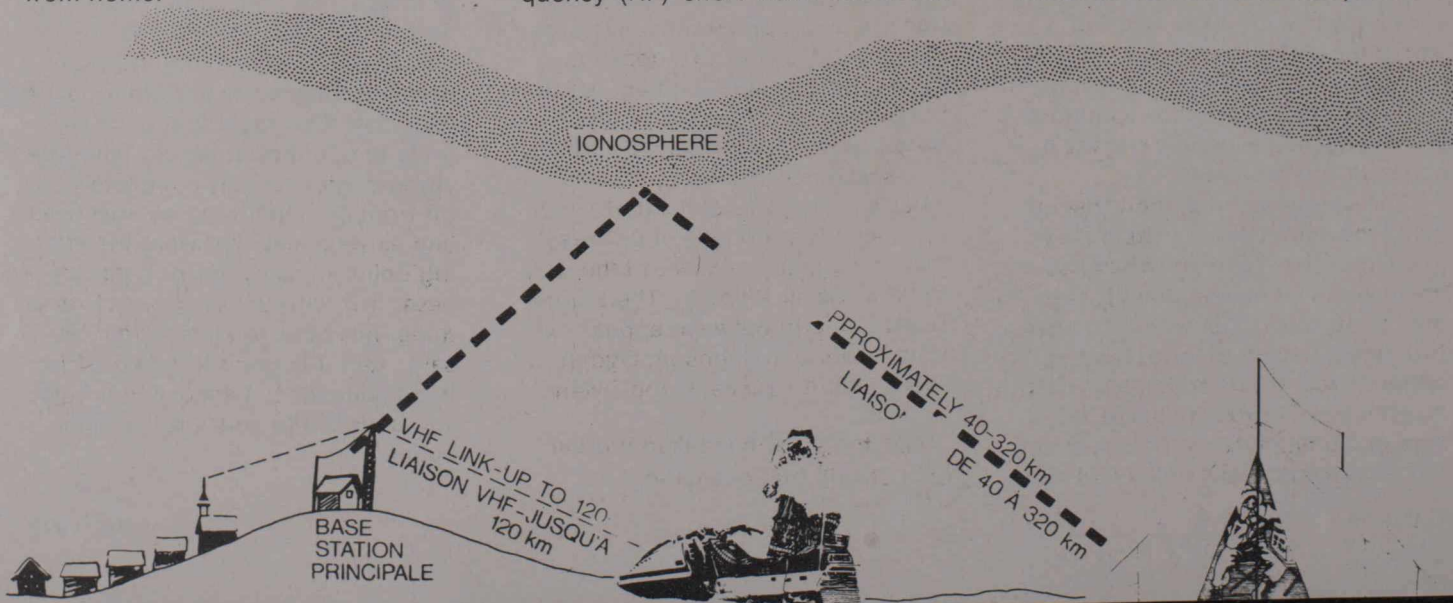 from home.
quency (HF)
IONOSPHERE
PPROXIMATELY 40-320 km
LIAISO
DE 40 À 320 km
VHF LINK-UP TO 120
LIAISON VHF-JUSQU'À
120 km
BASE
STATION
PRINCIPALE